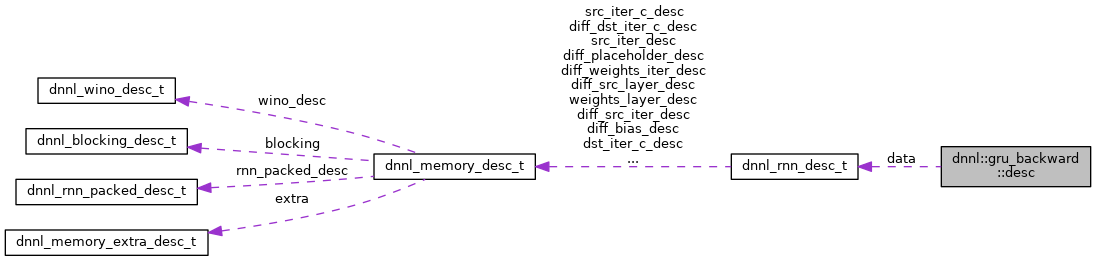 src_iter_c_desc
diff_dst_iter_c_desc
src_iter_desc
diff_placeholder_desc
diff_weights_iter_desc
diff_src_layer_desc
weights_layer_desc
diff_src_iter_desc
diff_bias_desc
dst_iter_c_desc
...
dnnl_wino_desc_t
wino_desc
dnnl_blocking_desc_t
blocking
dnnl_memory_desc_t
dnnl_rnn_desc_t
data
dnnl::gru_backward
::desc
rnn_packed_desc
dnnl_rnn_packed_desc_t
extra
dnnl_memory_extra_desc_t